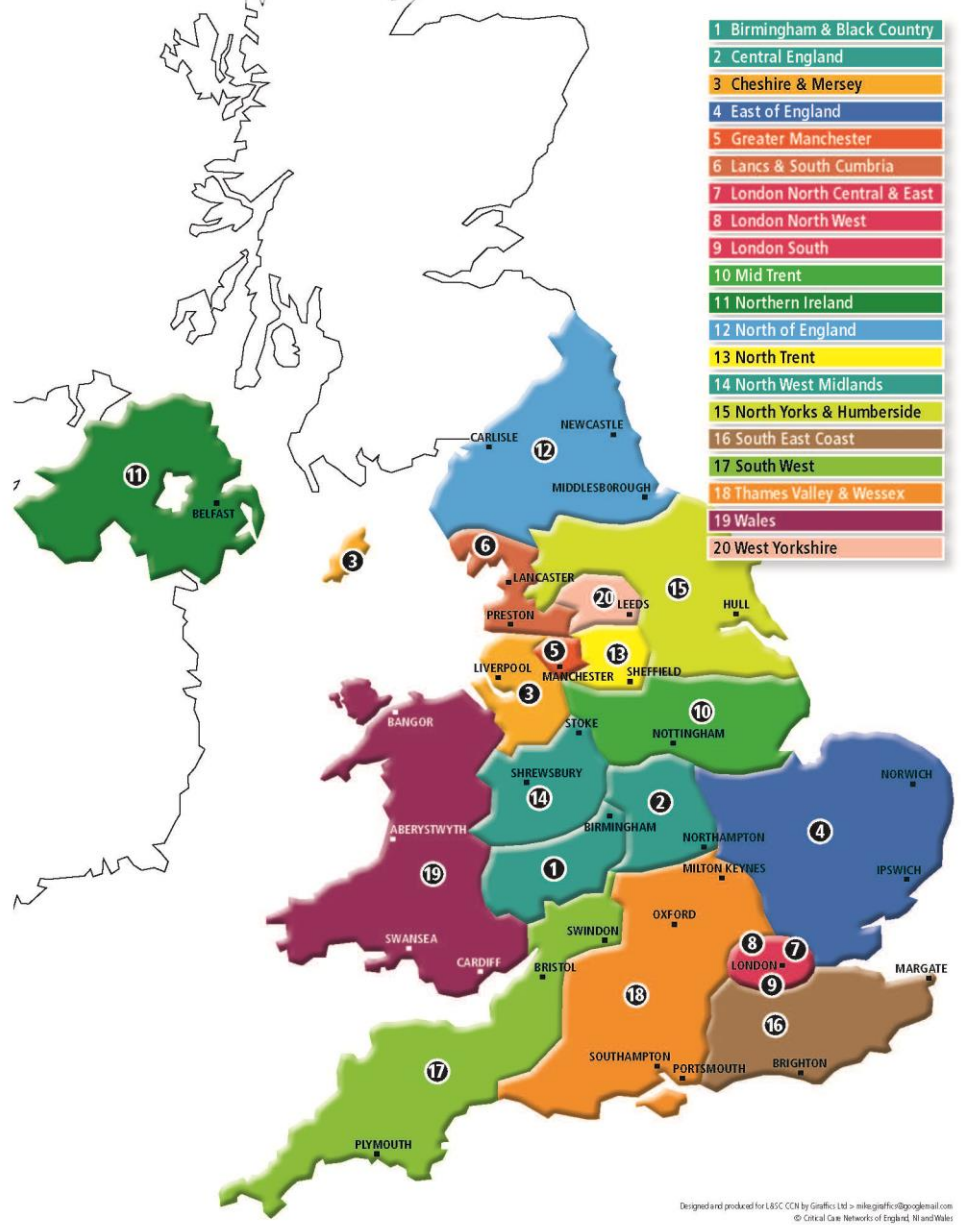 1 Birmingham & Black Country
2 Central England
3 Cheshire & Mersey
4 East of England
5 Greater Manchester
6 Lancs & South Cumbria
7 London North Central & East
8 London North West
9 London South
10 Mid Trent
11 Northern Ireland
12 North of England
13 North Trent
14 North West Midlands
15 North Yorks & Humberside
16 South East Coast
17 South West
18 Thames Valley & Wessex
19 Wales
20 West Yorkshire
NEWCASTLE
CARLISLE
12
11
MIDDLESBOROUGH
BELFAST
6
3
LANCASTER
15
20
LEEDS
HULL
PRESTON
5
13
LIVERPOOL
MANCHESTER
SHEFFIELD
3
10
BANGOR
STOKE
NOTTINGHAM
SHREWSBURY
NORWICH
14
2
BIRMINGHAM
4
ABERYSTWYTH
NORTHAMPTON
1
MILTON KEYNES
IPSWICH
19
OXFORD
SWINDON
SWANSEA
8
7
CARDIFF
BRISTOL
LONDON
MARGATE
9
18
16
SOUTHAMPTON
PORTSMOUTH
BRIGHTON
17
PLYMOUTH
Designed and produced for L&SC CCN by Giraffics Ltd > mike.giraffics@googlemail.com
© Critical Care Networks of England, NI and Wales